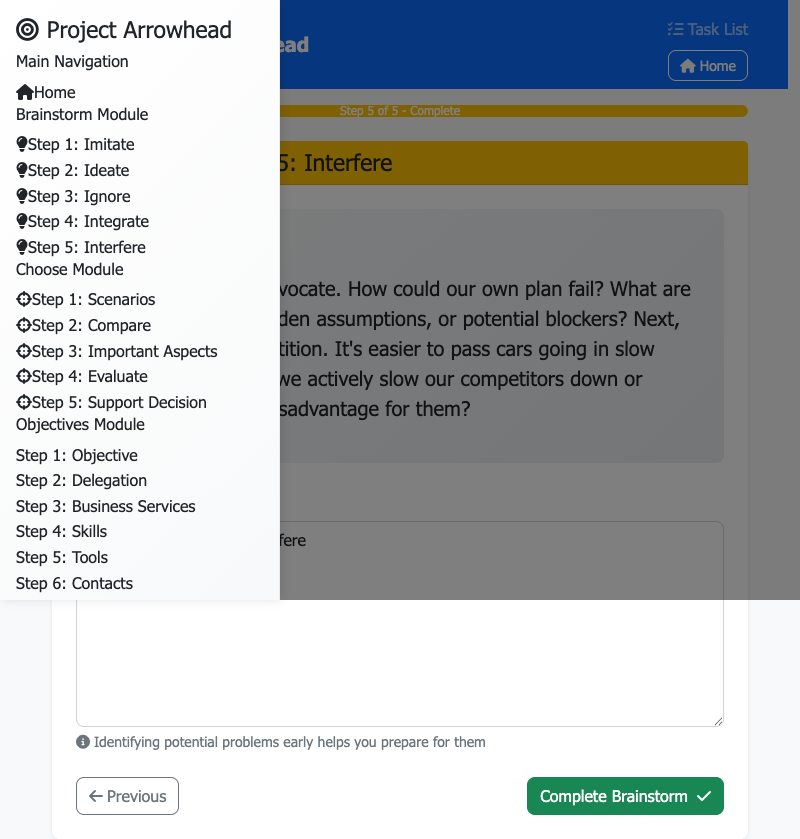 Project Arrowhead
Main Navigation
Home
Brainstorm Module
Step 1: Imitate
Step 2: Ideate
Step 3: Ignore
Step 4: Integrate
Step 5: Interfere
Choose Module
Step 1: Scenarios
Step 2: Compare
Step 3: Important Aspects
Step 4: Evaluate
Step 5: Support Decision
Objectives Module
Step 1: Objective
Step 2: Delegation
Step 3: Business Services
Step 4: Skills
Step 5: Tools
Step 6: Contacts
ead
Task List
Home
Step 5 of 5 - Complete
5: Interfere
vocate. How could our own plan fail? What are
den assumptions, or potential blockers? Next,
tition. It's easier to pass cars going in slow
we actively slow our competitors down or
sadvantage for them?
fere
Identifying potential problems early helps you prepare for them
Previous
Complete Brainstorm